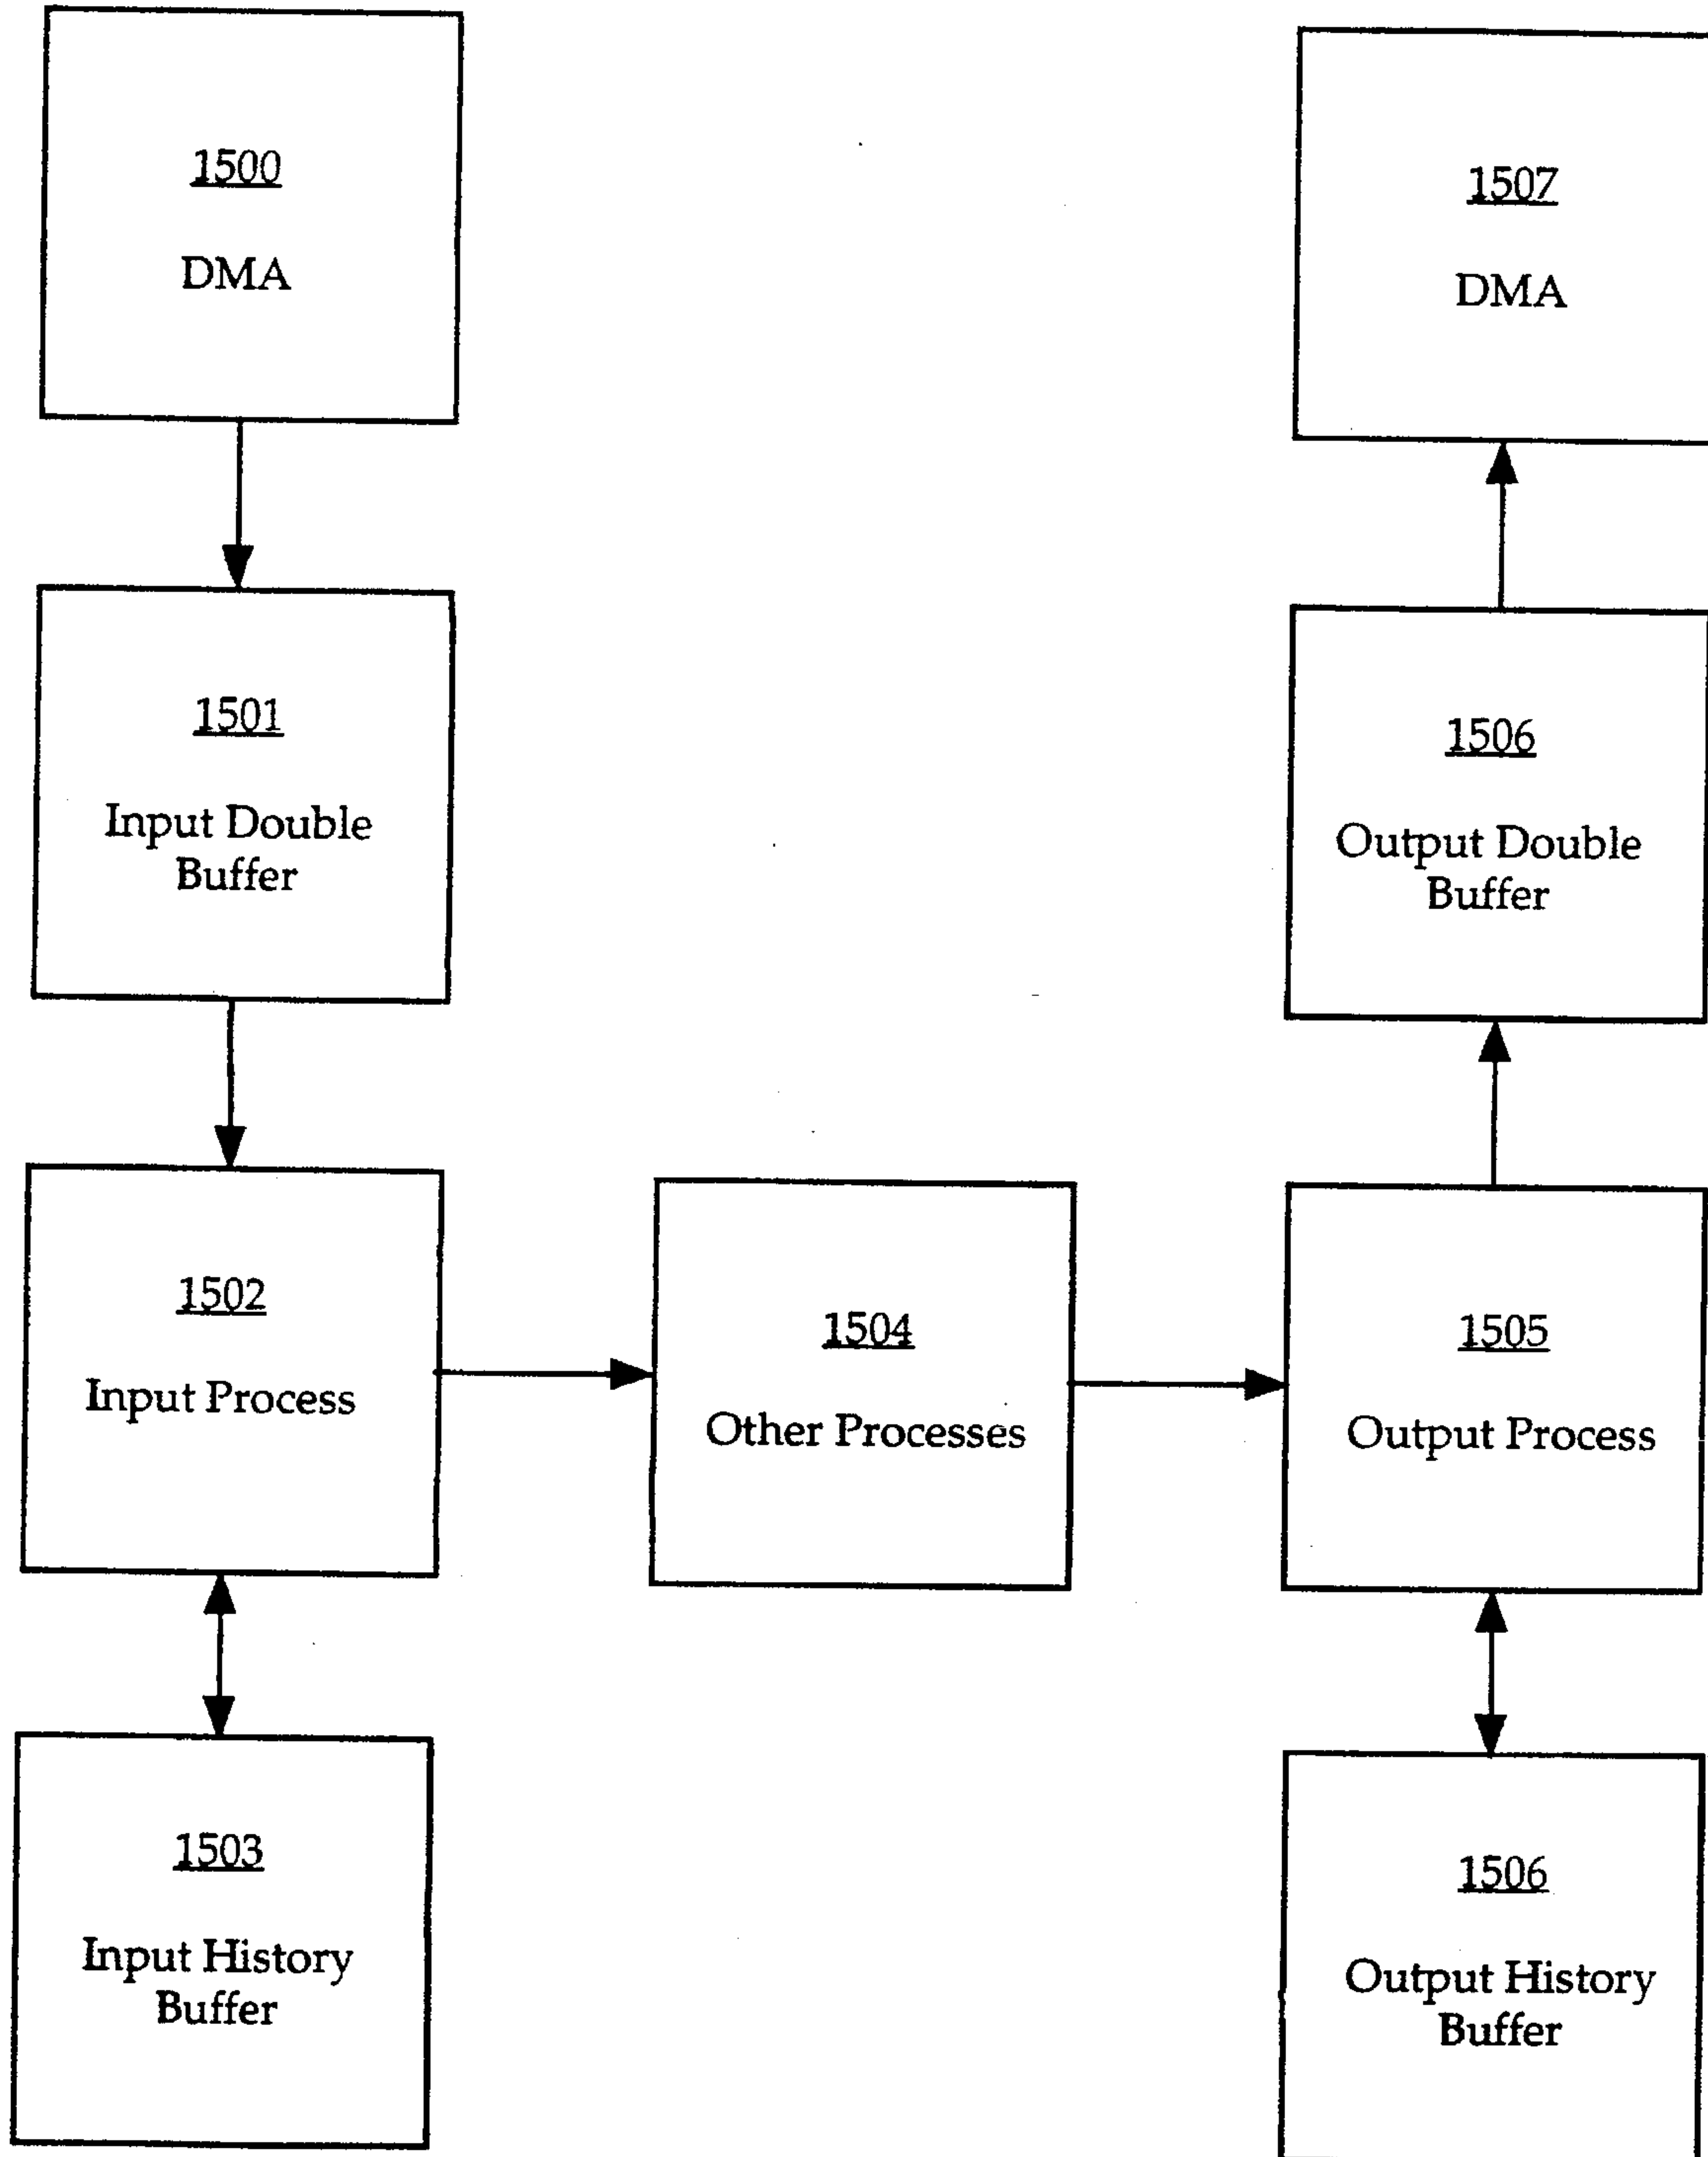 1500
DMA
1501
Input Double
Buffer
1502
Input Process
1503
Input History
Buffer
1504
Other Processes
1505
Output Process
1506
Output Double
Buffer
1507
DMA
1506
Output History
Buffer